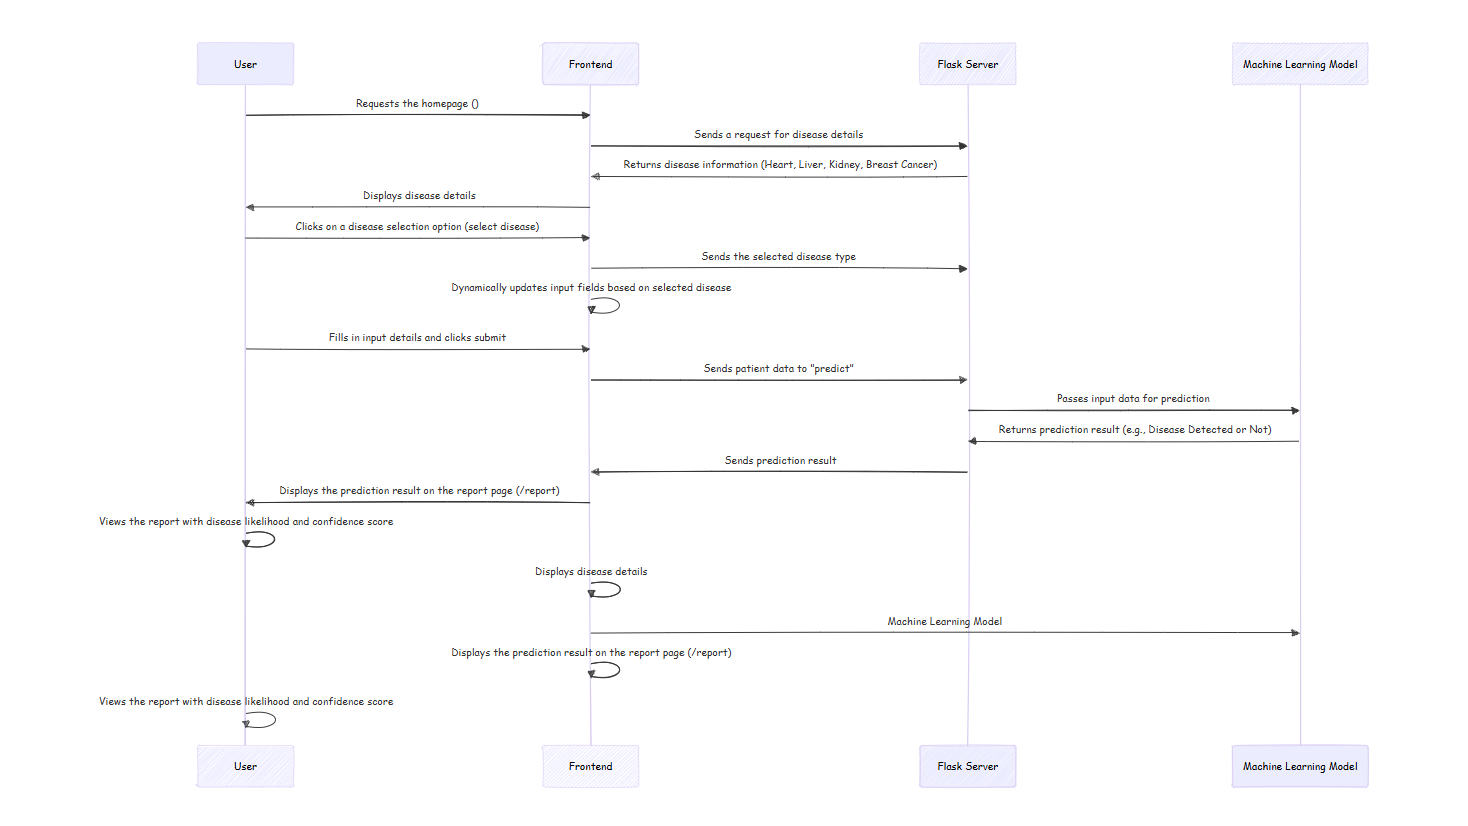 User
Frontend
Flask Server
Machine Learning Model
Requests the homepage ()
Sends a request for disease details
Returns disease information (Heart, Liver, Kidney, Breast Cancer)
Displays disease details
Clicks on a disease selection option (select disease)
Sends the selected disease type
Dynamically updates input fields based on selected disease
Fills in input details and clicks submit
Sends patient data to "predict"
Passes input data for prediction
Returns prediction result (e.g., Disease Detected or Not)
Sends prediction result
Displays the prediction result on the report page (/report)
Views the report with disease likelihood and confidence score
Displays disease details
Machine Learning Model
Displays the prediction result on the report page (/report)
Views the report with disease likelihood and confidence score
User
Frontend
Flask Server
Machine Learning Model